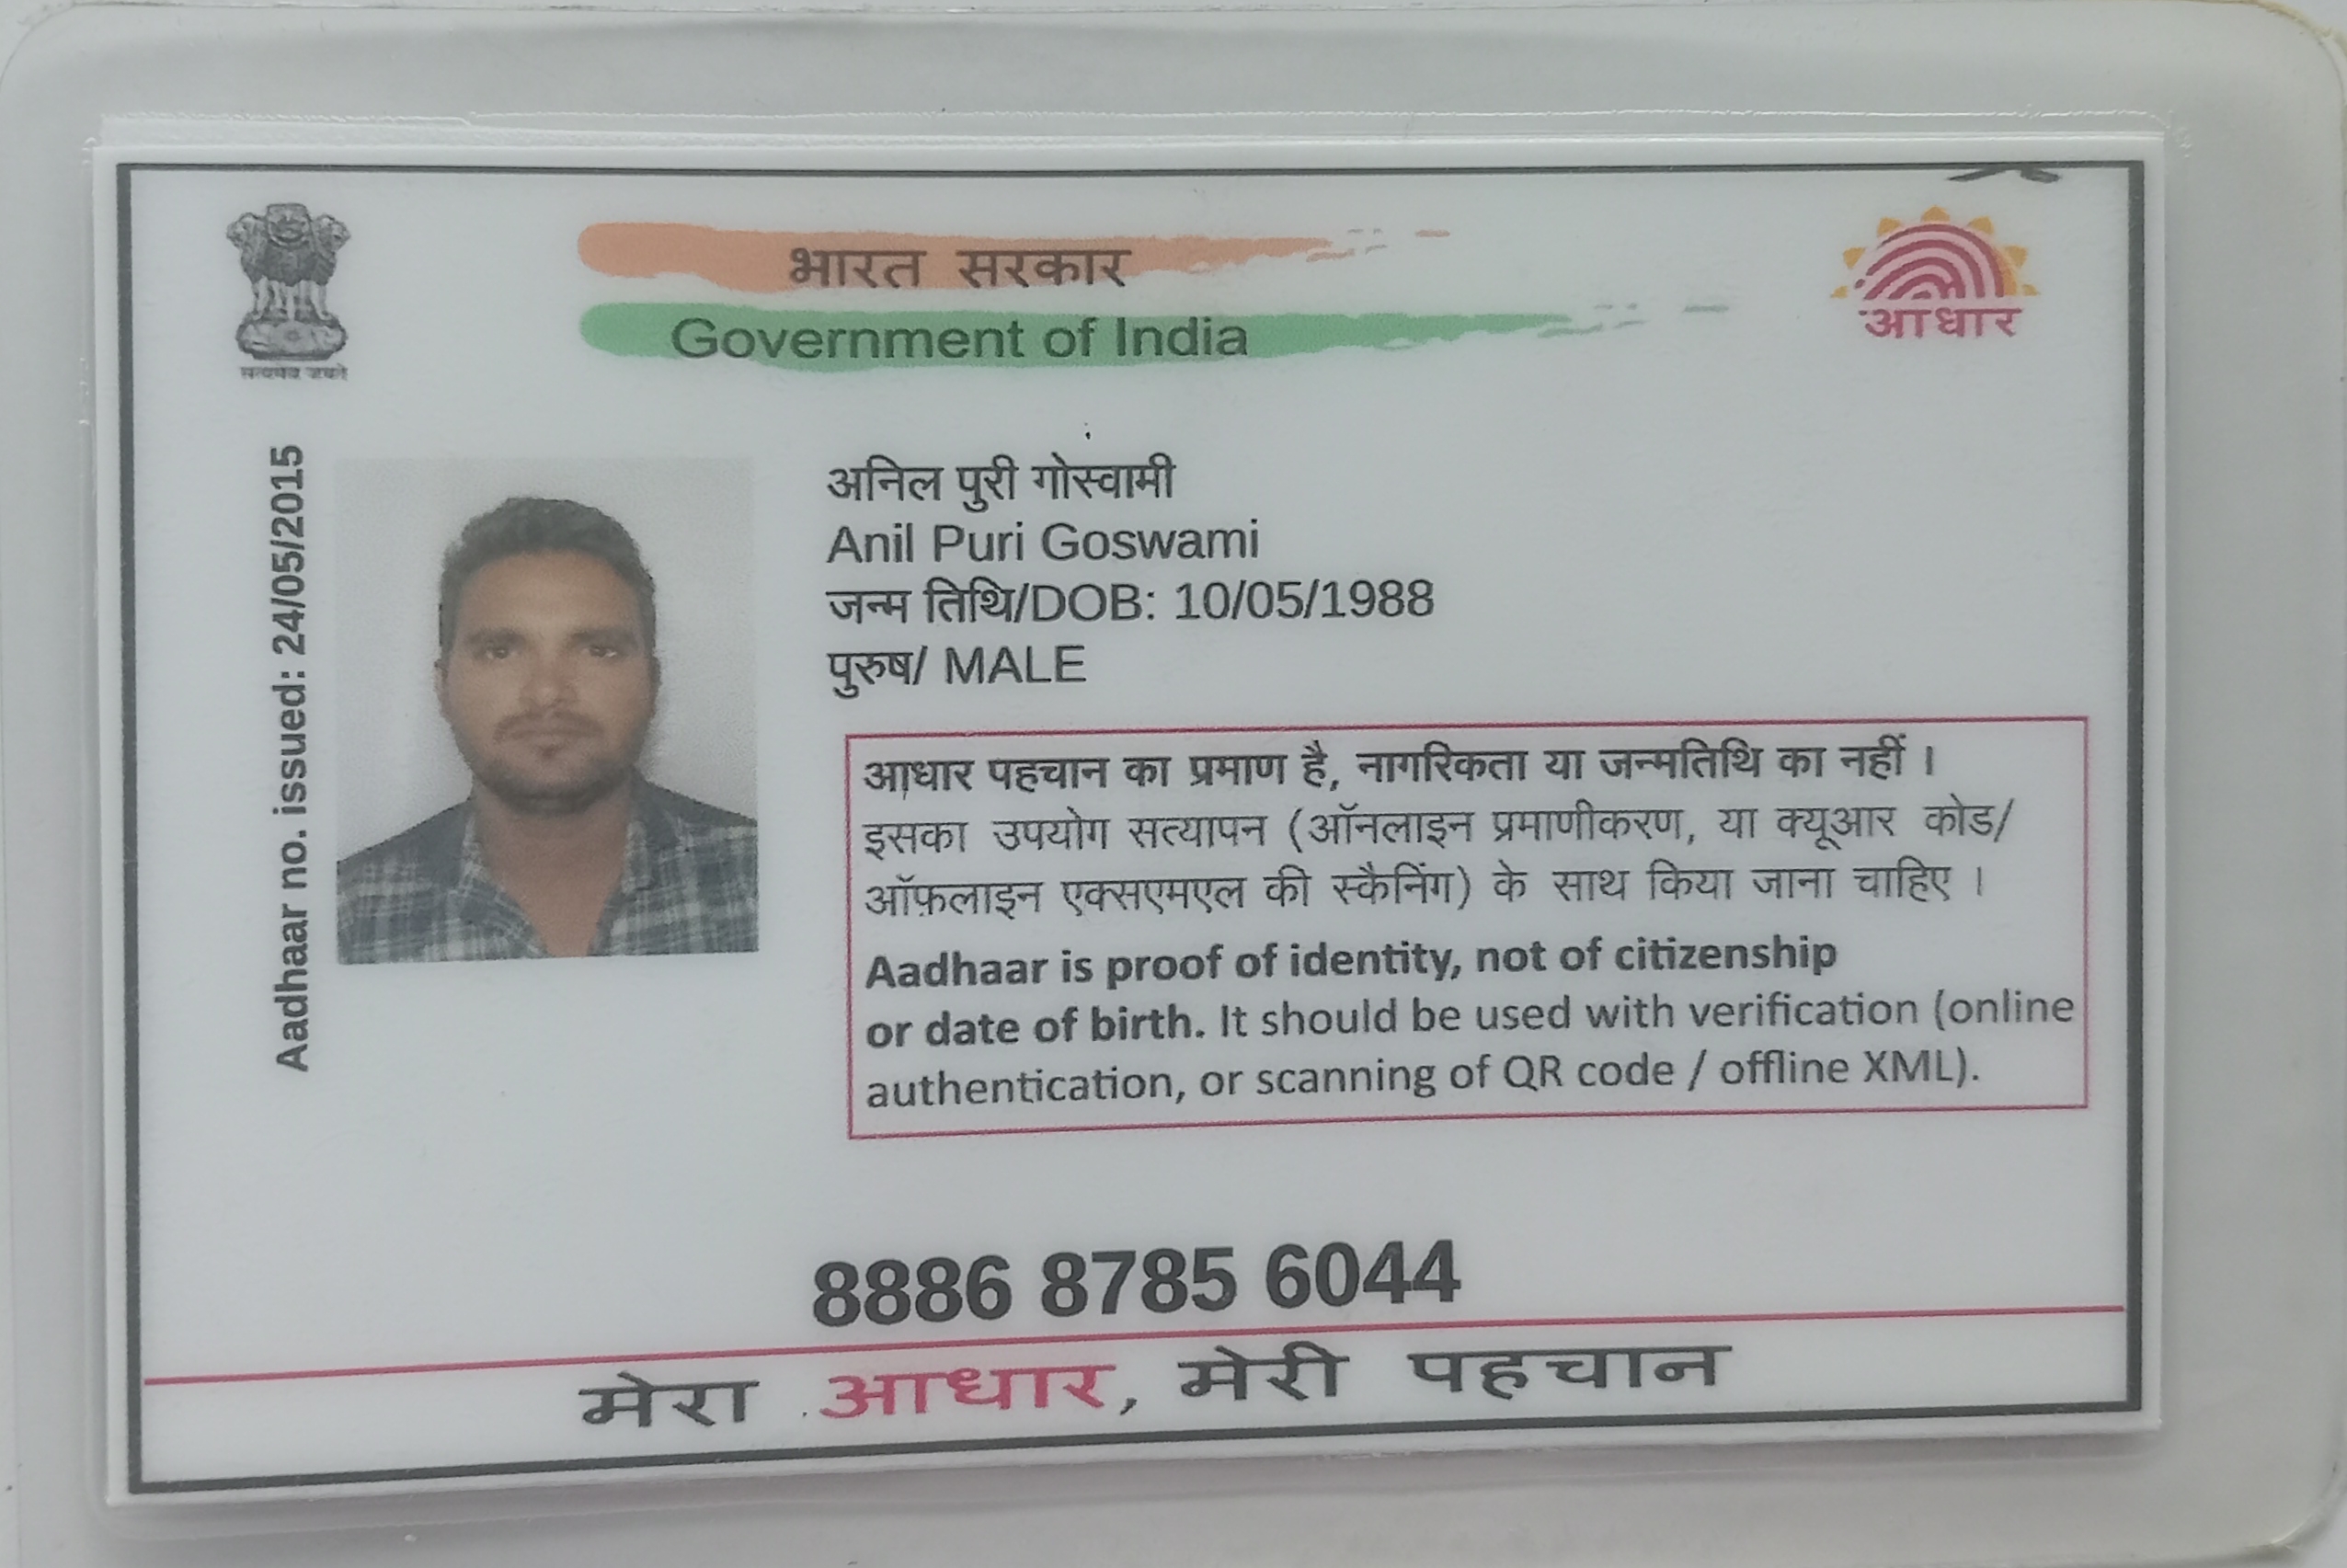 भारत सरकार
Government of India
सत्यमेव जयते
आधार
Aadhaar no. issued: 24/05/2015
अनिल पुरी गोस्वामी
Anil Puri Goswami
जन्म तिथि/DOB: 10/05/1988
पुरुष/ MALE
आधार पहचान का प्रमाण है, नागरिकता या जन्मतिथि का नहीं ।
इसका उपयोग सत्यापन (ऑनलाइन प्रमाणीकरण, या क्यूआर कोड/
ऑफ़लाइन एक्सएमएल की स्कैनिंग) के साथ किया जाना चाहिए ।
Aadhaar is proof of identity, not of citizenship
or date of birth. It should be used with verification (online
authentication, or scanning of QR code / offline XML).
8886 8785 6044
मेरा आधार, मेरी पहचान